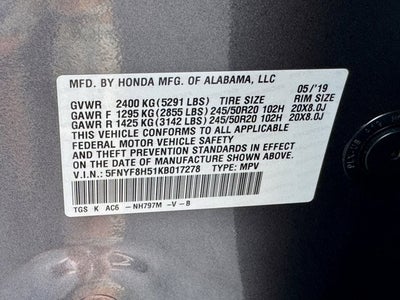 MFD. BY HONDA MFG. OF ALABAMA, LLC
05/'19
GVWR 2400 KG(5291 LBS) TIRE SIZE RIM SIZE
GAWR F 1295 KG(2855 LBS)245/50R20 102H 20X8.0J
GAWR R 1425 KG(3142 LBS)245/50R20 102H 20X8.0J
THIS VEHICLE CONFORMS TO ALL APPLICABLE
FEDERAL MOTOR VEHICLE SAFETY
AND THEFT PREVENTION STANDARDS IN EFFECT ON
THE DATE OF MANUFACTURE SHOWN ABOVE.
V.I.N.: 5FNYF8H51KB017278 TYPE: MPV
TGS K AC6 -NH797M -V-B